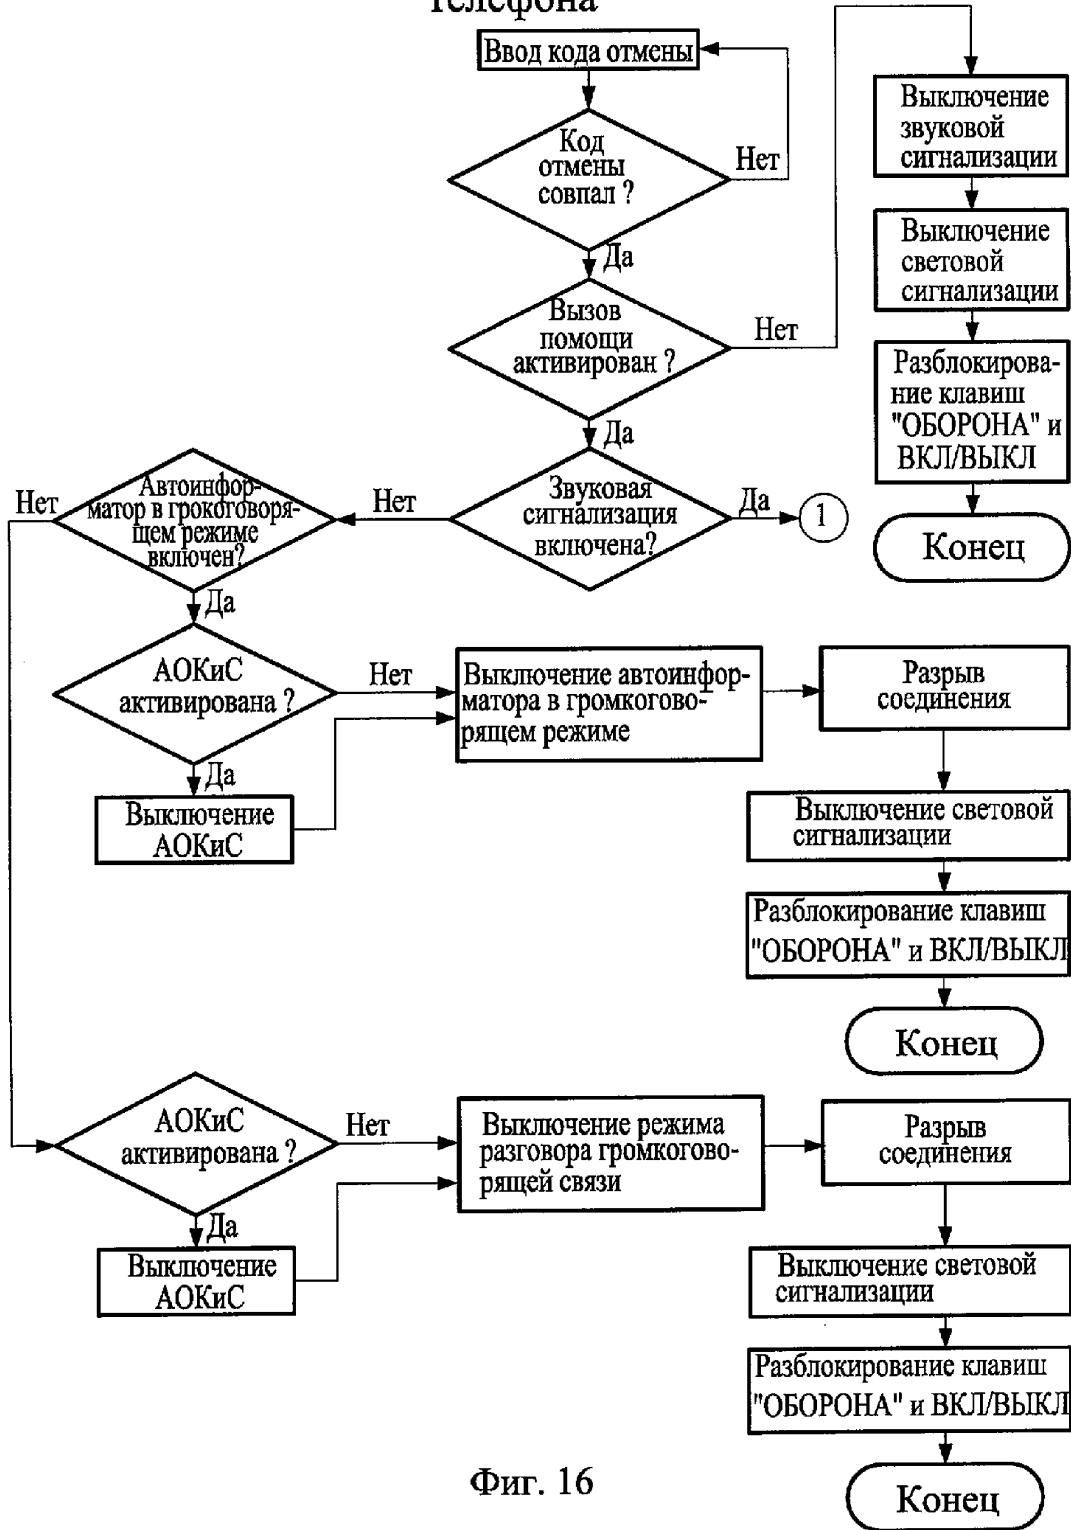 телефона
Ввод кода отмены
Код
отмены
совпал ?
Нет
Да
Вызов
помощи
активирован ?
Нет
Да
Выключение
звуковой
сигнализации
Выключение
световой
сигнализации
Разблокирова-
ние клавиш
"ОБОРОНА" и
ВКЛ/ВЫКЛ
Конец
Звуковая
сигнализация
включена?
Да
1
Нет
Автоинфор-
матор в грокоговоря-
щем режиме
включен?
Нет
Да
АОКиС
активирована ?
Нет
Да
Выключение
АОКиС
Выключение автоинфор-
матора в громкогово-
рящем режиме
Разрыв
соединения
Выключение световой
сигнализации
Разблокирование клавиш
"ОБОРОНА" и ВКЛ/ВЫКЛ
Конец
АОКиС
активирована ?
Нет
Да
Выключение
АОКиС
Выключение режима
разговора громкогово-
рящей связи
Разрыв
соединения
Выключение световой
сигнализации
Разблокирование клавиш
"ОБОРОНА" и ВКЛ/ВЫКЛ
Конец
Фиг. 16